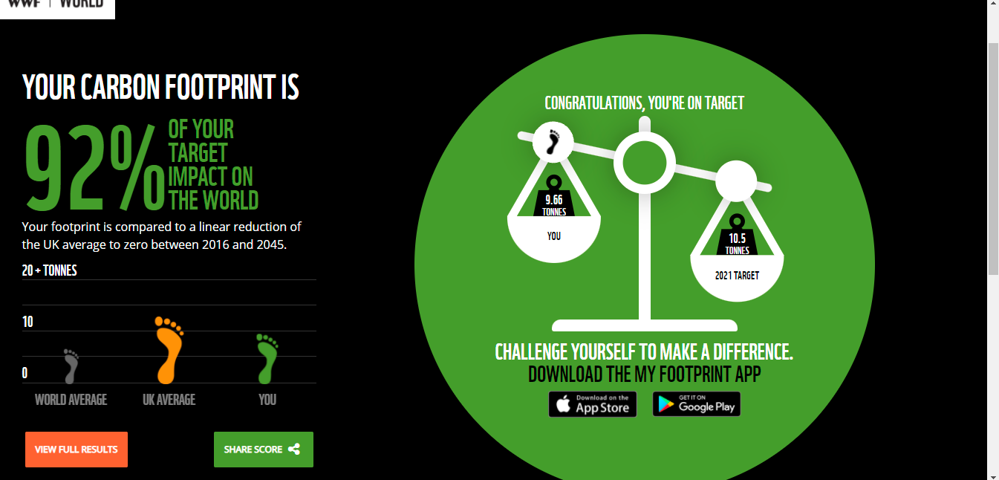 WWF | WORLD
YOUR CARBON FOOTPRINT IS
92%
OF YOUR
TARGET
IMPACT ON
THE WORLD
Your footprint is compared to a linear reduction of
the UK average to zero between 2016 and 2045.
20 + TONNES
10
0
WORLD AVERAGE
UK AVERAGE
YOU
VIEW FULL RESULTS
SHARE SCORE
CONGRATULATIONS, YOU'RE ON TARGET
9.66
TONNES
YOU
10.5
TONNES
2021 TARGET
CHALLENGE YOURSELF TO MAKE A DIFFERENCE.
DOWNLOAD THE MY FOOTPRINT APP
Download on the
App Store
GET IT ON
Google Play